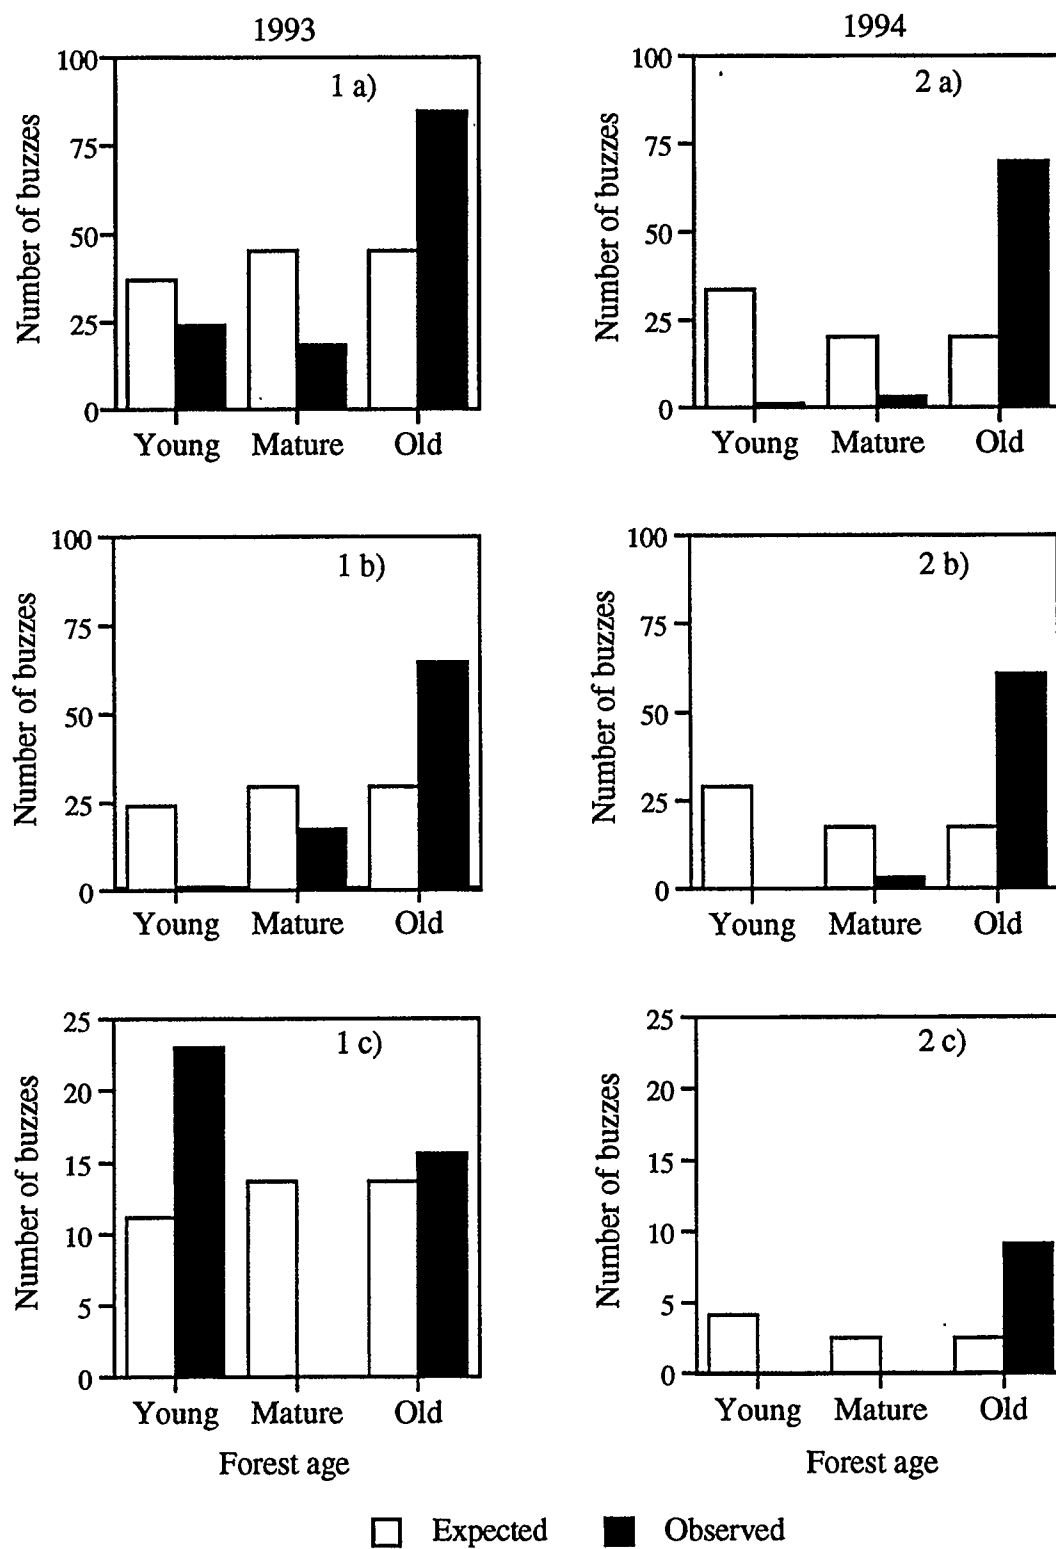 1993
1994
1 a)
Number of buzzes
100
75
50
25
0
Young Mature Old
2 a)
Number of buzzes
100
75
50
25
0
Young Mature Old
1 b)
Number of buzzes
100
75
50
25
0
Young Mature Old
2 b)
Number of buzzes
100
75
50
25
0
Young Mature Old
1 c)
Number of buzzes
25
20
15
10
5
0
Young Mature Old
Forest age
2 c)
Number of buzzes
25
20
15
10
5
0
Young Mature Old
Forest age
Expected Observed